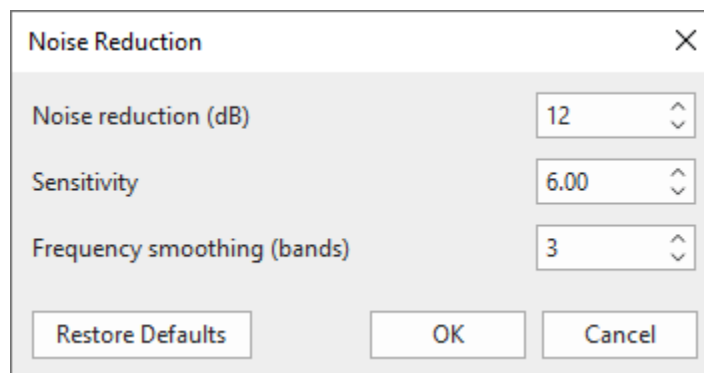 Noise Reduction
Noise reduction (dB) 12
Sensitivity 6.00
Frequency smoothing (bands) 3
Restore Defaults OK Cancel